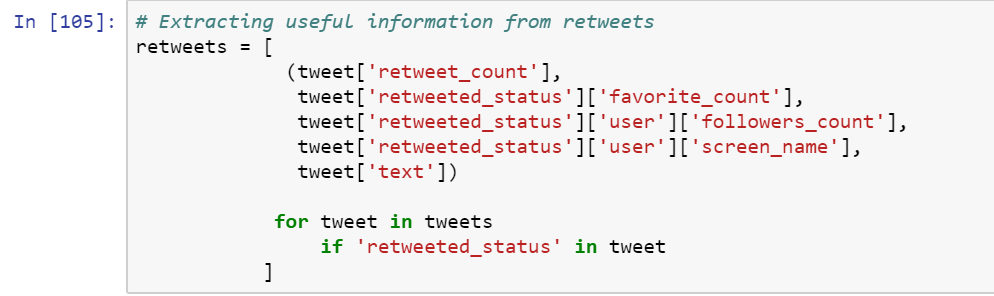 In [105]: # Extracting useful information from retweets
retweets = [
(tweet['retweet_count'],
tweet['retweeted_status']['favorite_count'],
tweet['retweeted_status']['user']['followers_count'],
tweet['retweeted_status']['user']['screen_name'],
tweet['text'])
for tweet in tweets
if 'retweeted_status' in tweet
]